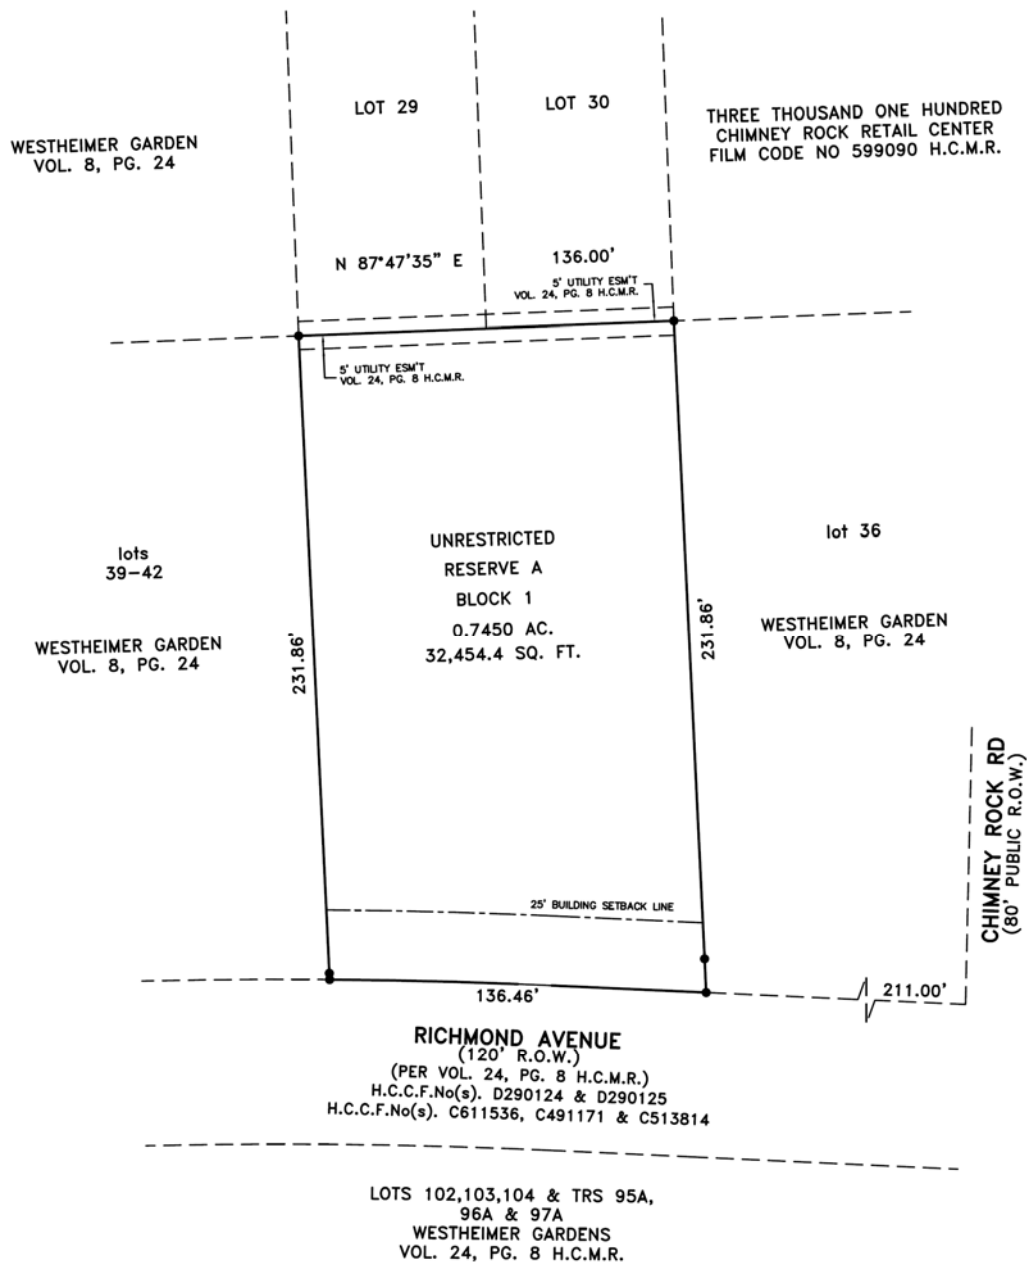 LOT 29
LOT 30
THREE THOUSAND ONE HUNDRED
CHIMNEY ROCK RETAIL CENTER
FILM CODE NO 599090 H.C.M.R.
WESTHEIMER GARDEN
VOL. 8, PG. 24
N 87°47'35" E
136.00'
5' UTILITY ESM'T
VOL. 24, PG. 8 H.C.M.R.
5' UTILITY ESM'T
VOL. 24, PG. 8 H.C.M.R.
lots
39-42
WESTHEIMER GARDEN
VOL. 8, PG. 24
231.86'
UNRESTRICTED
RESERVE A
BLOCK 1
0.7450 AC.
32,454.4 SQ. FT.
231.86'
lot 36
WESTHEIMER GARDEN
VOL. 8, PG. 24
CHIMNEY ROCK RD
(80' PUBLIC R.O.W.)
25' BUILDING SETBACK LINE
136.46'
211.00'
RICHMOND AVENUE
(120' R.O.W.)
(PER VOL. 24, PG. 8 H.C.M.R.)
H.C.C.F.No(s). D290124 & D290125
H.C.C.F.No(s). C611536, C491171 & C513814
LOTS 102,103,104 & TRS 95A,
96A & 97A
WESTHEIMER GARDENS
VOL. 24, PG. 8 H.C.M.R.